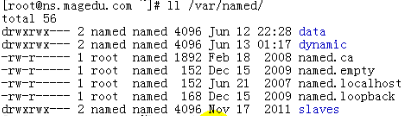 [root@ns.magedu.com ~]# ll /var/named/
total 56
drwxrwx--- 2 named named 4096 Jun 12 22:28 data
drwxrwx--- 2 named named 4096 Jun 13 01:17 dynamic
-rw-r----- 1 root named 1892 Feb 18 2008 named.ca
-rw-r----- 1 root named 152 Dec 15 2009 named.empty
-rw-r----- 1 root named 152 Jun 21 2007 named.localhost
-rw-r----- 1 root named 168 Dec 15 2009 named.loopback
drwxrwx--- 2 named named 4096 Nov 17 2011 slaves